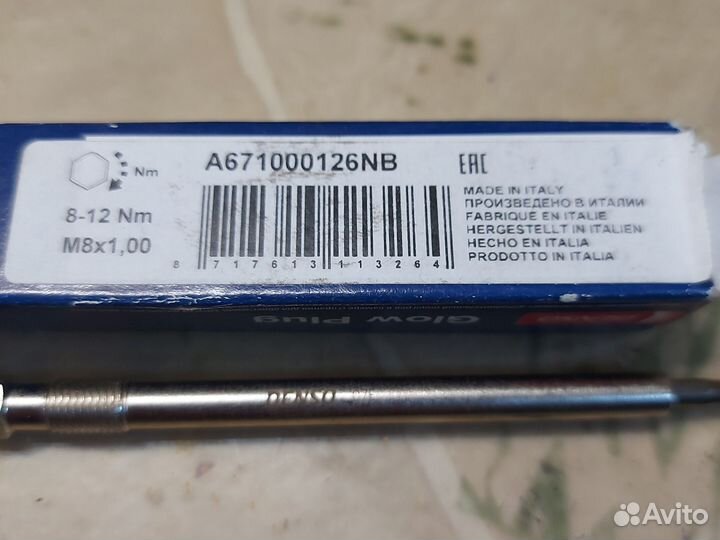 Nm
A671000126NB
EAC
8-12 Nm
M8x1,00
8 717613 113264
MADE IN ITALY
ПРОИЗВЕДЕНО В ИТАЛИИ
FABRIQUE EN ITALIE
HERGESTELLT IN ITALIEN
HECHO EN ITALIA
PRODOTTO IN ITALIA
Glow Plug
DENSO
Avito